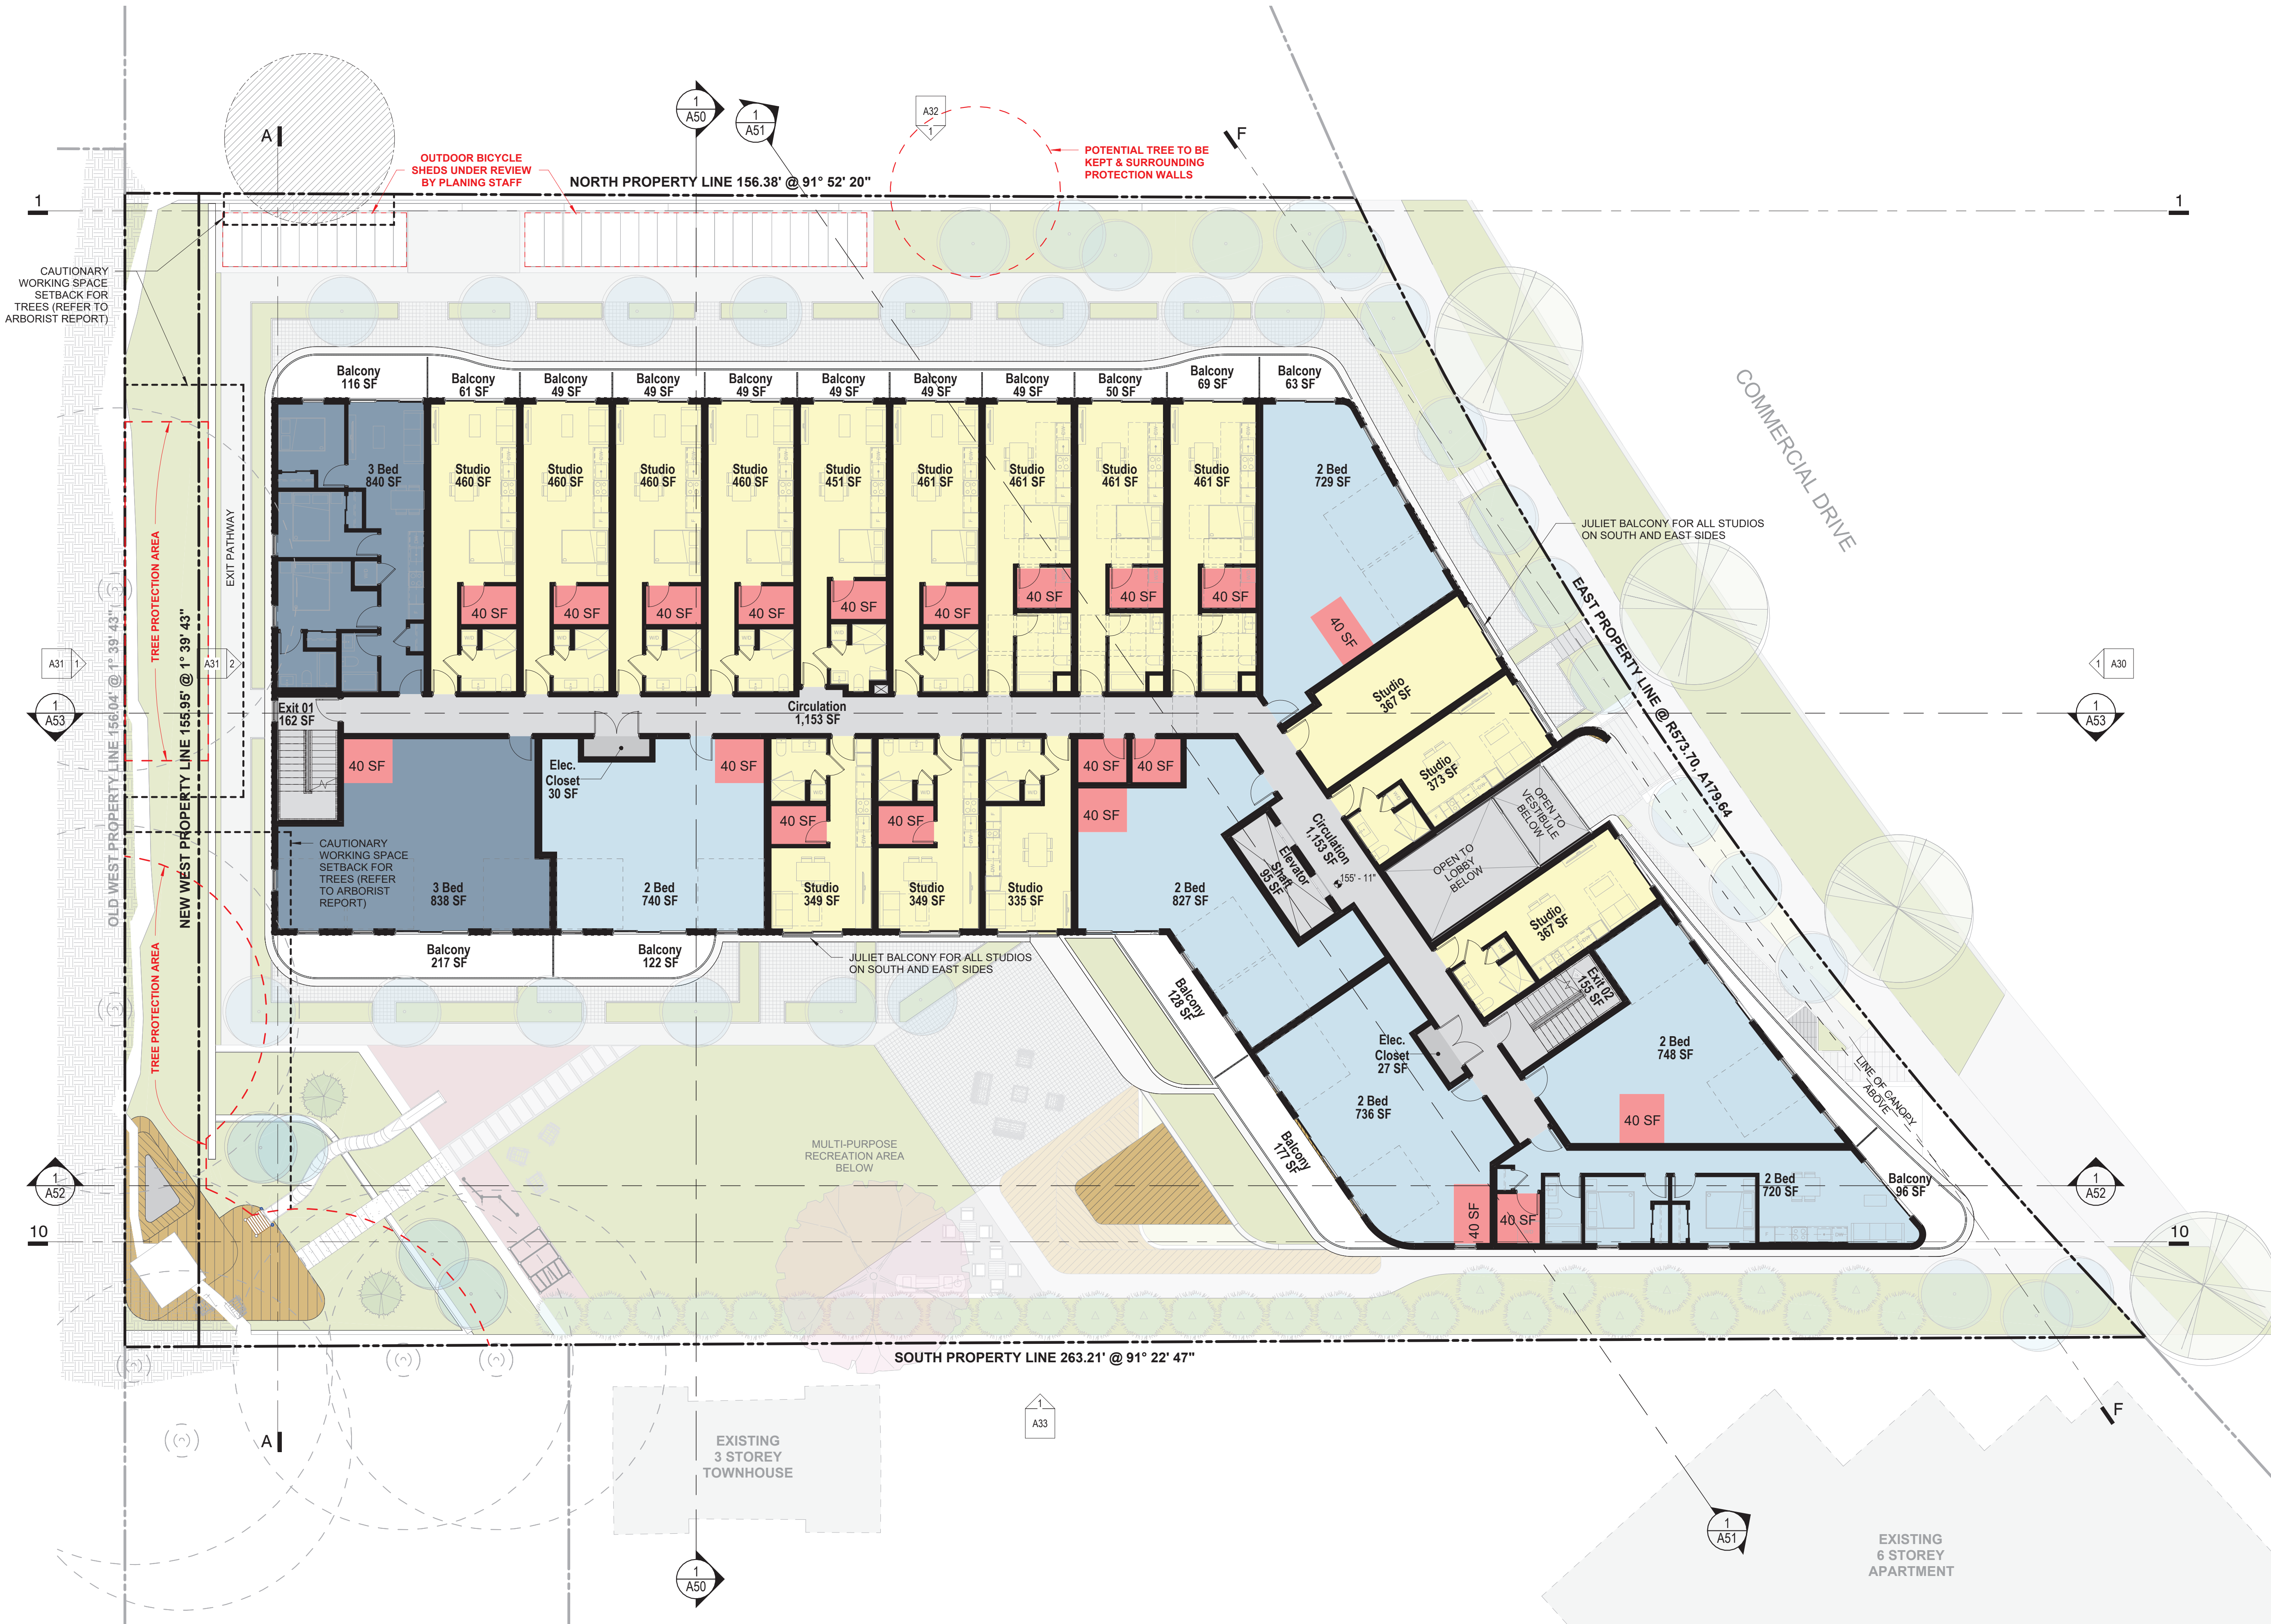 A
1
A50
1
A51
A32
1
F
OUTDOOR BICYCLE
SHEDS UNDER REVIEW
BY PLANING STAFF
POTENTIAL TREE TO BE
KEPT & SURROUNDING
PROTECTION WALLS
NORTH PROPERTY LINE 156.38' @ 91° 52' 20"
1
1
CAUTIONARY
WORKING SPACE
SETBACK FOR
TREES (REFER TO
ARBORIST REPORT)
COMMERCIAL DRIVE
Balcony
116 SF
Balcony
61 SF
Balcony
49 SF
Balcony
49 SF
Balcony
49 SF
Balcony
49 SF
Balcony
49 SF
Balcony
49 SF
Balcony
50 SF
Balcony
69 SF
Balcony
63 SF
3 Bed
840 SF
Studio
460 SF
Studio
460 SF
Studio
460 SF
Studio
460 SF
Studio
451 SF
Studio
461 SF
Studio
461 SF
Studio
461 SF
Studio
461 SF
2 Bed
729 SF
JULIET BALCONY FOR ALL STUDIOS
ON SOUTH AND EAST SIDES
TREE PROTECTION AREA
EXIT PATHWAY
OLD WEST PROPERTY LINE 156.04' @ 1° 39' 43"
NEW WEST PROPERTY LINE 155.95' @ 1° 39' 43"
EAST PROPERTY LINE @ R573.70, A179.64
40 SF
40 SF
40 SF
40 SF
40 SF
40 SF
40 SF
40 SF
40 SF
40 SF
W/D
W/D
W/D
W/D
W/D
W/D
A31
1
A31
2
1
A30
1
A53
1
A53
Exit 01
162 SF
Circulation
1,153 SF
Studio
367 SF
Studio
373 SF
OPEN TO
VESTIBULE
BELOW
OPEN TO
LOBBY
BELOW
40 SF
Elec.
Closet
30 SF
40 SF
40 SF
40 SF
40 SF
40 SF
40 SF
Circulation
1,153 SF
Elevator
Shaft
95 SF
155' - 11"
CAUTIONARY
WORKING SPACE
SETBACK FOR
TREES (REFER
TO ARBORIST
REPORT)
3 Bed
838 SF
2 Bed
740 SF
Studio
349 SF
Studio
349 SF
Studio
335 SF
2 Bed
827 SF
Studio
367 SF
Exit 02
155 SF
Balcony
217 SF
Balcony
122 SF
JULIET BALCONY FOR ALL STUDIOS
ON SOUTH AND EAST SIDES
Balcony
128 SF
TREE PROTECTION AREA
Elec.
Closet
27 SF
2 Bed
748 SF
2 Bed
736 SF
40 SF
LINE OF CANOPY
ABOVE
MULTI-PURPOSE
RECREATION AREA
BELOW
Balcony
177 SF
1
A52
1
A52
2 Bed
720 SF
Balcony
96 SF
40 SF
40 SF
10
10
SOUTH PROPERTY LINE 263.21' @ 91° 22' 47"
1
A33
A
F
EXISTING
3 STOREY
TOWNHOUSE
1
A51
EXISTING
6 STOREY
APARTMENT
1
A50